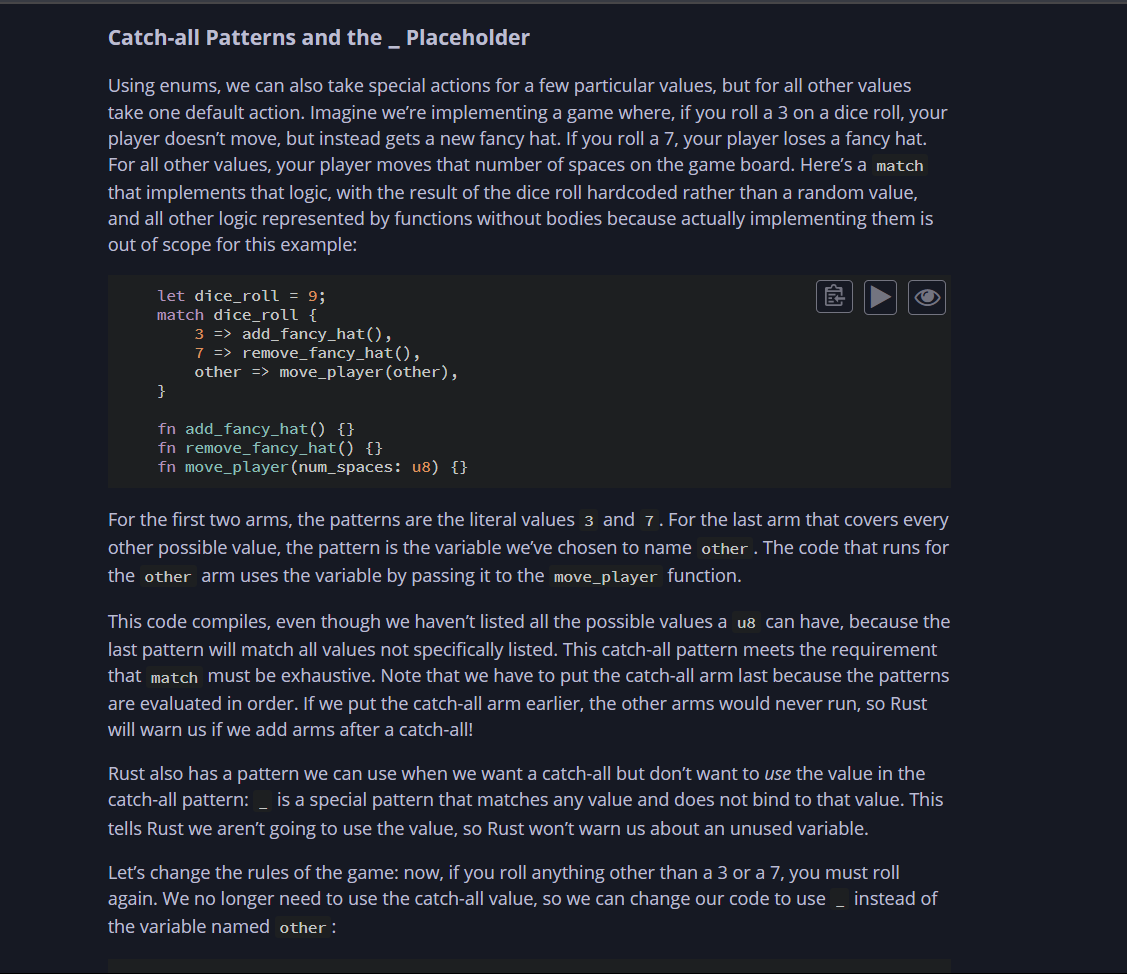 Catch-all Patterns and the _ Placeholder
Using enums, we can also take special actions for a few particular values, but for all other values
take one default action. Imagine we’re implementing a game where, if you roll a 3 on a dice roll, your
player doesn’t move, but instead gets a new fancy hat. If you roll a 7, your player loses a fancy hat.
For all other values, your player moves that number of spaces on the game board. Here’s a match
that implements that logic, with the result of the dice roll hardcoded rather than a random value,
and all other logic represented by functions without bodies because actually implementing them is
out of scope for this example:
let dice_roll = 9;
match dice_roll {
    3 => add_fancy_hat(),
    7 => remove_fancy_hat(),
    other => move_player(other),
}
fn add_fancy_hat() {}
fn remove_fancy_hat() {}
fn move_player(num_spaces: u8) {}
For the first two arms, the patterns are the literal values 3 and 7. For the last arm that covers every
other possible value, the pattern is the variable we’ve chosen to name other. The code that runs for
the other arm uses the variable by passing it to the move_player function.
This code compiles, even though we haven’t listed all the possible values a u8 can have, because the
last pattern will match all values not specifically listed. This catch-all pattern meets the requirement
that match must be exhaustive. Note that we have to put the catch-all arm last because the patterns
are evaluated in order. If we put the catch-all arm earlier, the other arms would never run, so Rust
will warn us if we add arms after a catch-all!
Rust also has a pattern we can use when we want a catch-all but don’t want to use the value in the
catch-all pattern: _ is a special pattern that matches any value and does not bind to that value. This
tells Rust we aren’t going to use the value, so Rust won’t warn us about an unused variable.
Let’s change the rules of the game: now, if you roll anything other than a 3 or a 7, you must roll
again. We no longer need to use the catch-all value, so we can change our code to use _ instead of
the variable named other: